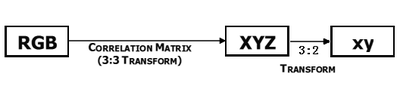 RGB
CORRELATION MATRIX
(3:3 TRANSFORM)
XYZ
3:2
TRANSFORM
xy